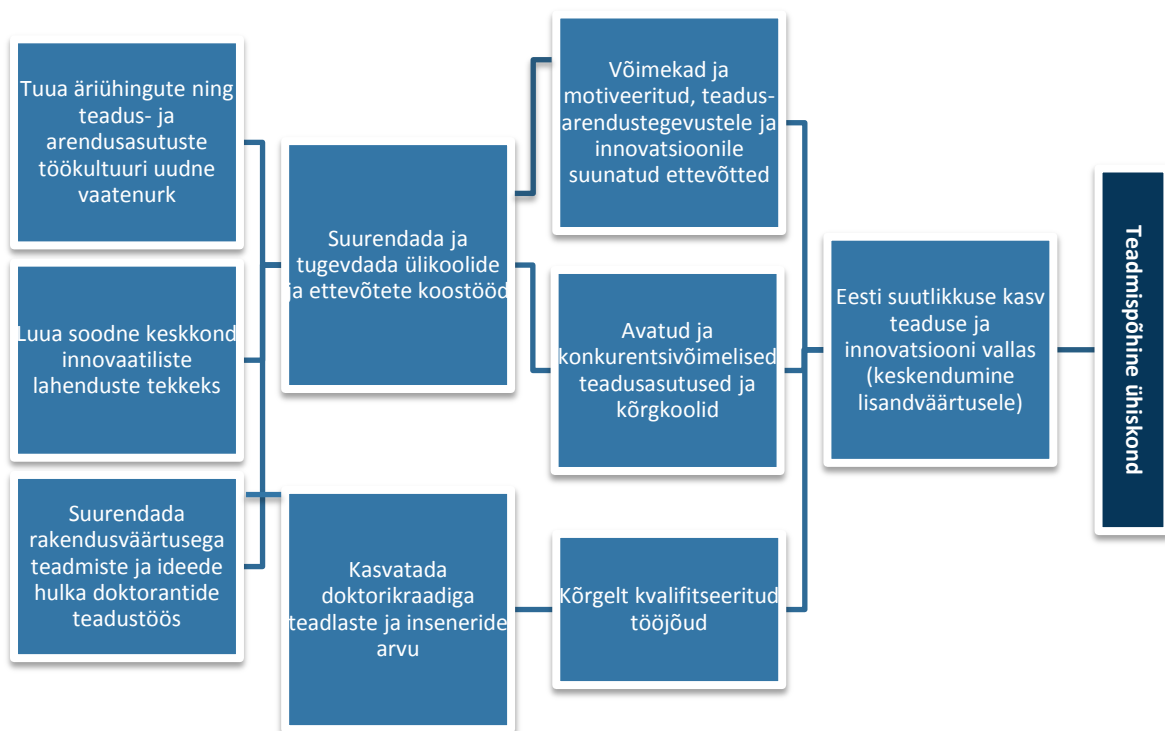 Tuua äriühingute ning
teadus- ja
arendusasutuste
töökultuuri uudne
vaatenurk
Luua soodne keskkond
innovaatiliste
lahenduste tekkeks
Suurendada
rakendusväärtusega
teadmiste ja ideede
hulka doktorantide
teadustöös
Suurendada ja
tugevdada ülikoolide
ja ettevõtete koostööd
Kasvatada
doktorikraadiga
teadlaste ja inseneride
arvu
Võimekad ja
motiveeritud, teadus-
arendustegevustele ja
innovatsioonile
suunatud ettevõtted
Avatud ja
konkurentsivõimelised
teadusasutused ja
kõrgkoolid
Kõrgelt kvalifitseeritud
tööjõud
Eesti suutlikkuse kasv
teaduse ja
innovatsiooni vallas
(keskendumine
lisandväärtusele)
Teadmispõhine ühiskond